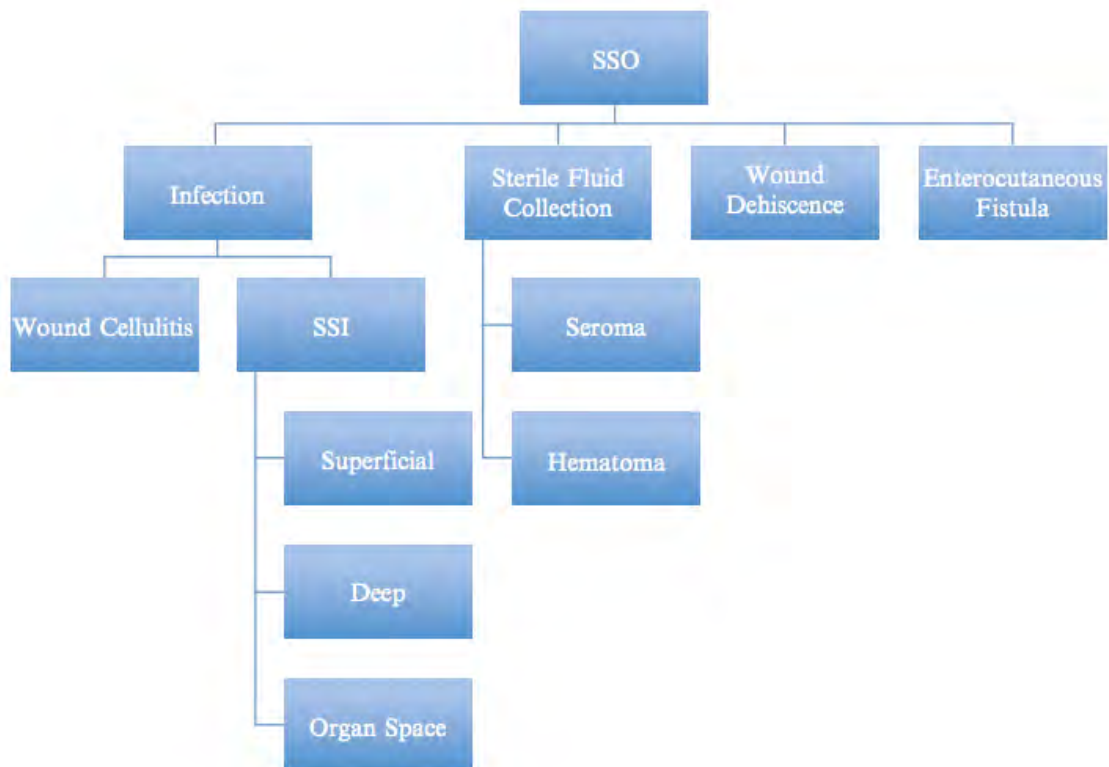 SSO
Infection
Sterile Fluid
Collection
Wound
Dehiscence
Enterocutaneous
Fistula
Wound Cellulitis
SSI
Seroma
Superficial
Hematoma
Deep
Organ Space